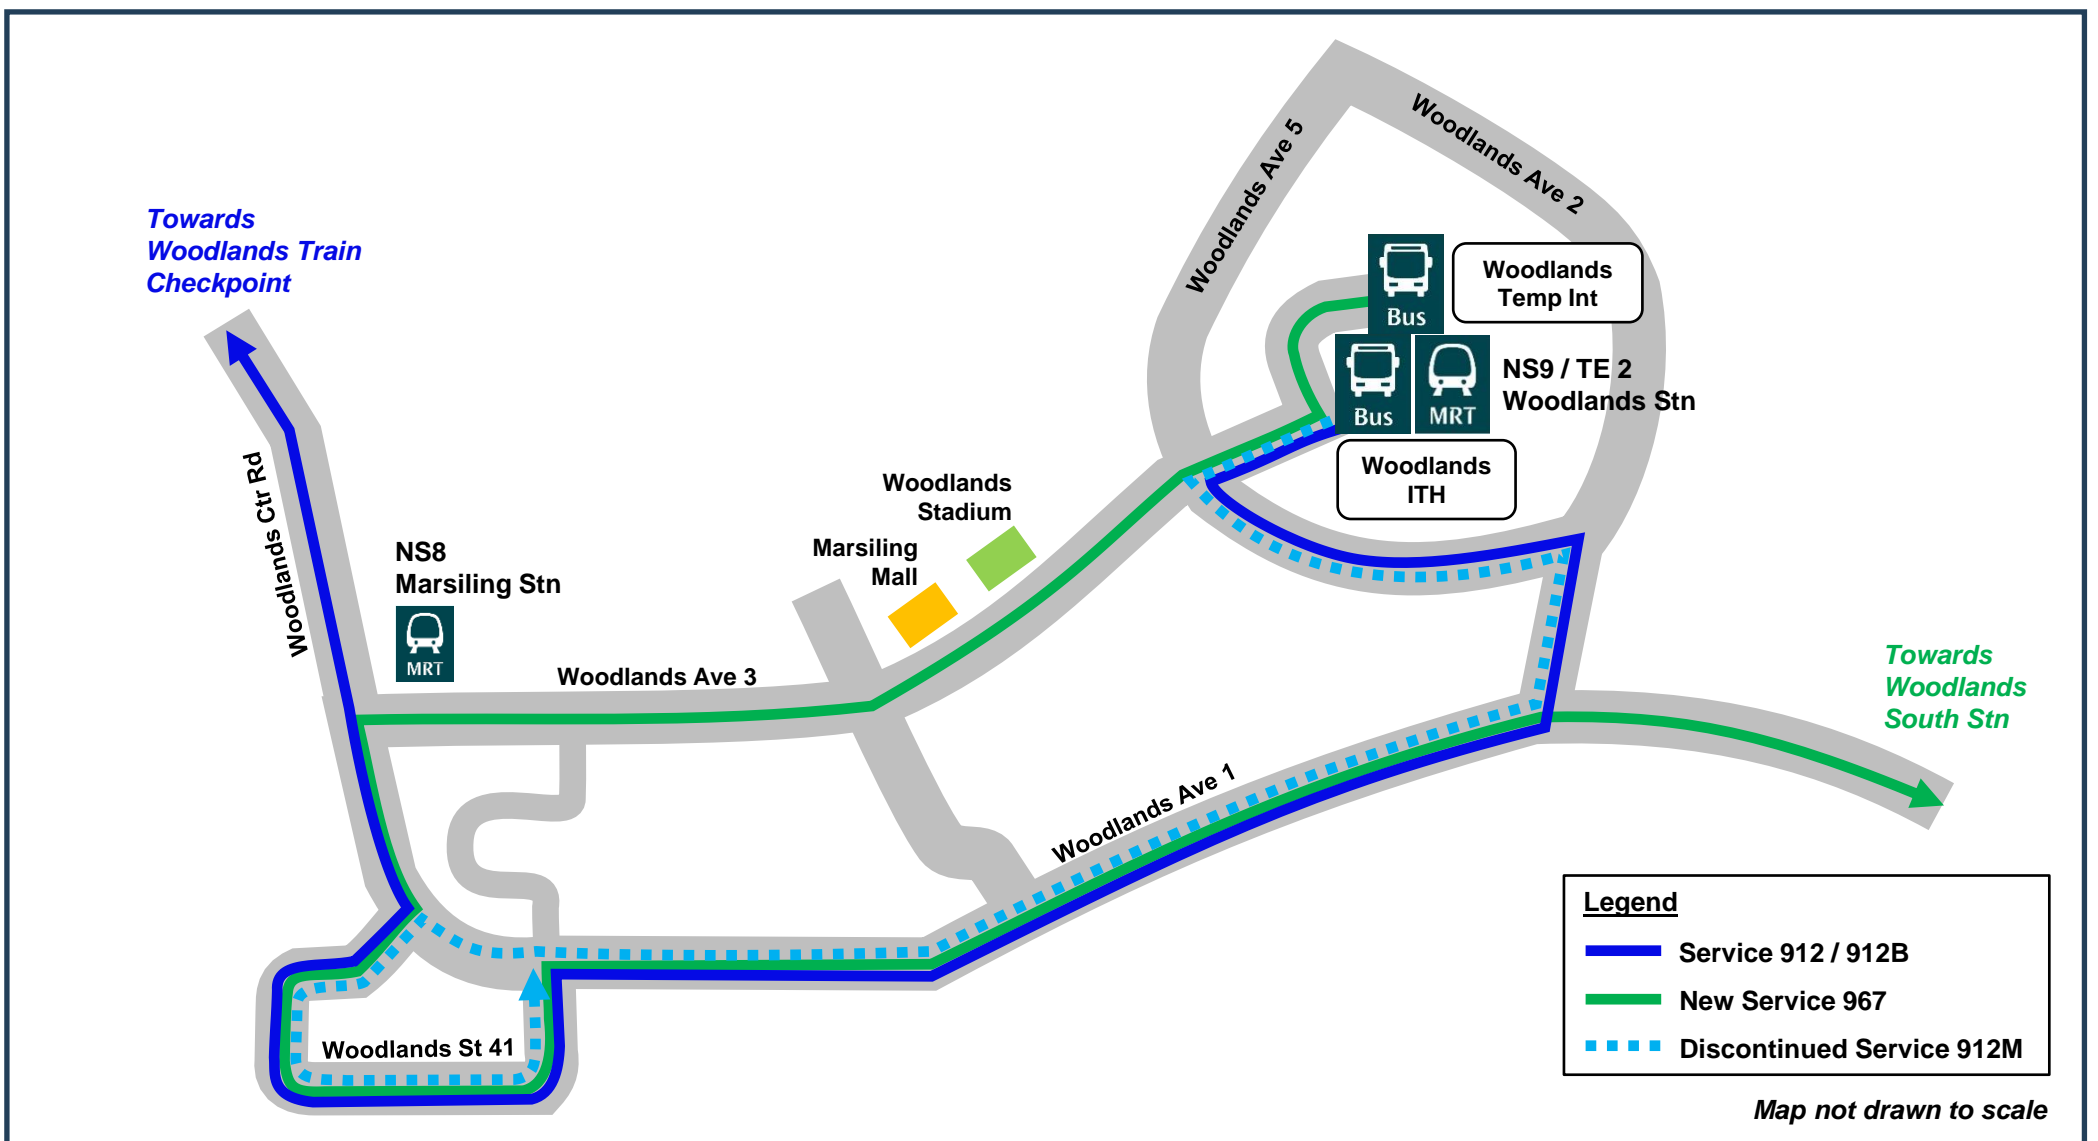 Woodlands Ave 5
Woodlands Ave 2
Towards
Woodlands Train
Checkpoint
Bus
Woodlands
Temp Int
Bus
MRT
NS9 / TE 2
Woodlands Stn
Woodlands
ITH
Woodlands Ctr Rd
Woodlands
Stadium
Marsiling
Mall
NS8
Marsiling Stn
MRT
Woodlands Ave 3
Towards
Woodlands
South Stn
Woodlands Ave 1
Woodlands St 41
Legend
Service 912 / 912B
New Service 967
Discontinued Service 912M
Map not drawn to scale